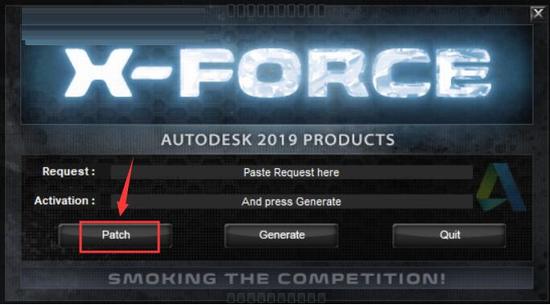 X-FORCE
AUTODESK 2019 PRODUCTS
Request : Paste Request here
Activation : And press Generate
Patch Generate Quit
SMOKING THE COMPETITION!